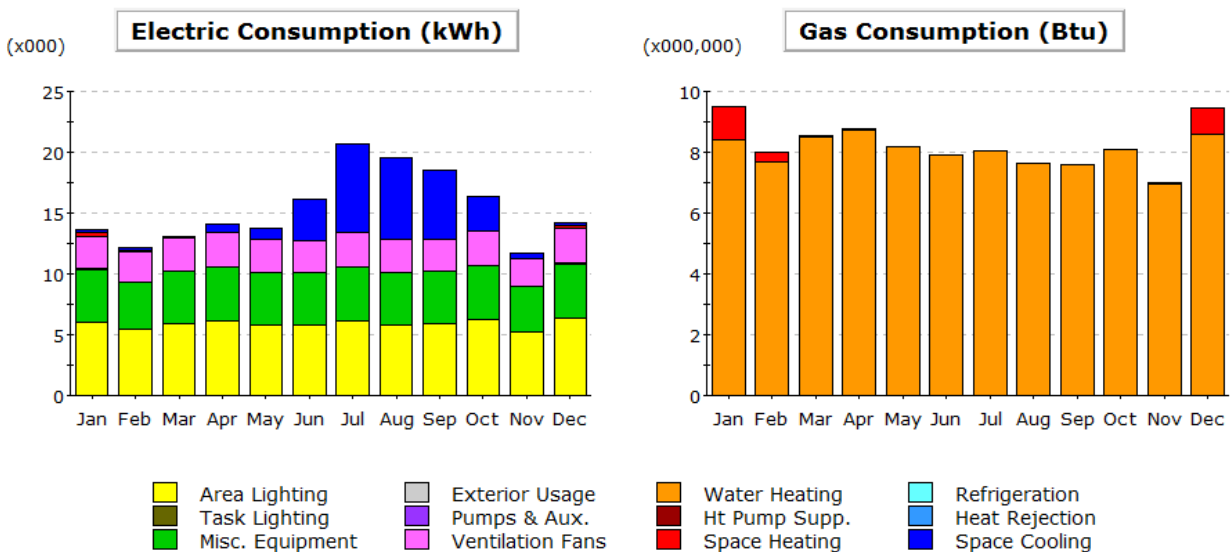 Electric Consumption (kWh)
(x000)
25
20
15
10
5
0
Jan Feb Mar Apr May Jun Jul Aug Sep Oct Nov Dec
Gas Consumption (Btu)
(x000,000)
10
8
6
4
2
0
Jan Feb Mar Apr May Jun Jul Aug Sep Oct Nov Dec
Area Lighting
Task Lighting
Misc. Equipment
Exterior Usage
Pumps & Aux.
Ventilation Fans
Water Heating
Ht Pump Supp.
Space Heating
Refrigeration
Heat Rejection
Space Cooling